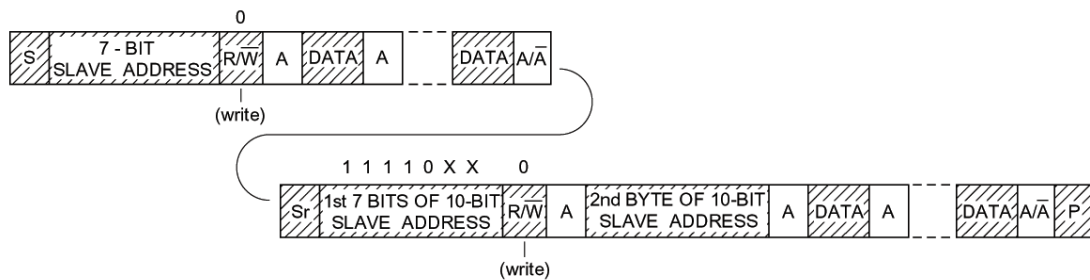 0
S 7 - BIT SLAVE ADDRESS R/W̅ A DATA A DATA A/A̅
(write)
1 1 1 1 0 X X 0
Sr 1st 7 BITS OF 10-BIT SLAVE ADDRESS R/W̅ A 2nd BYTE OF 10-BIT SLAVE ADDRESS A DATA A DATA A/A̅ P
(write)